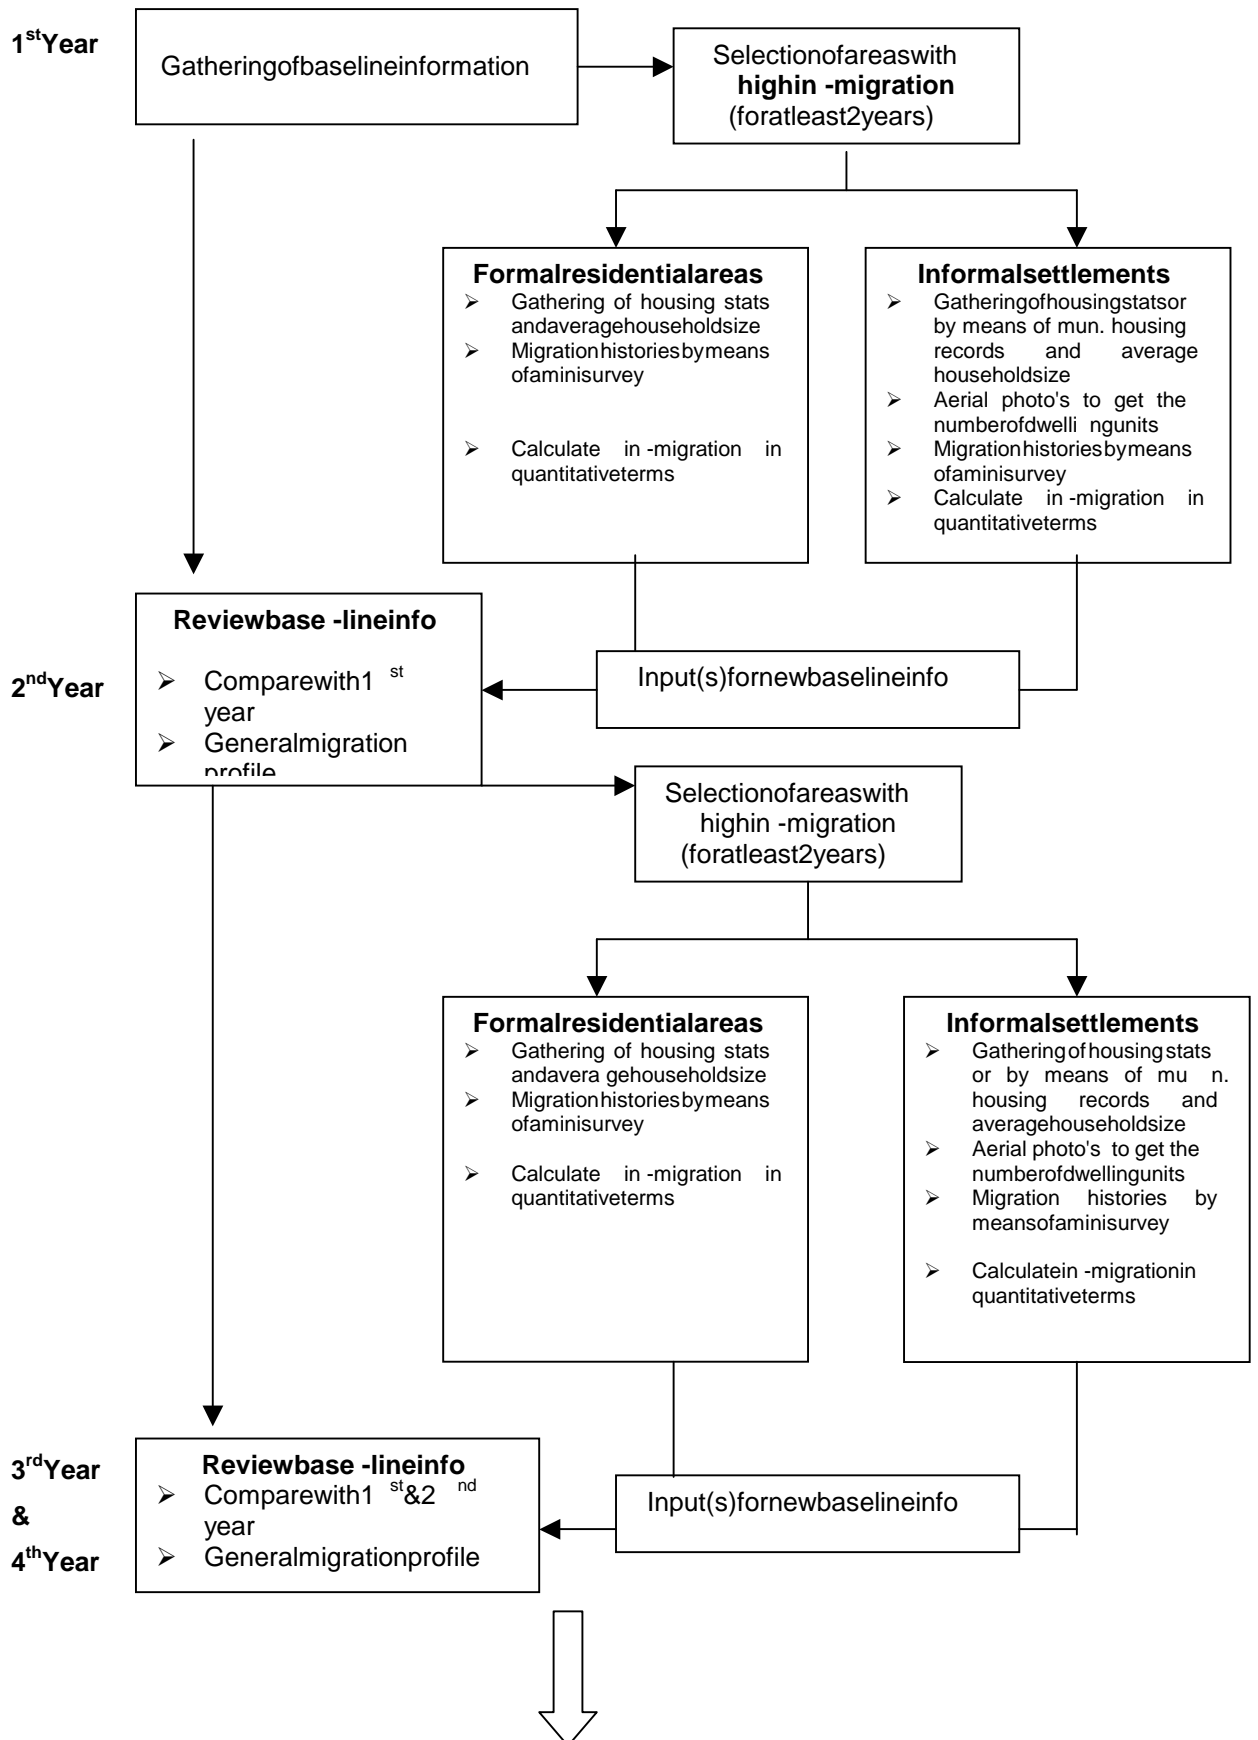 1st Year
Gatheringofbaselineinformation
Selectionofareaswith
highin -migration
(foratleast2years)
Formalresidentialareas
➢ Gathering of housing stats
andaveragehouseholdsize
➢ Migrationhistoriesbymeans
ofaminisurvey
➢ Calculate in -migration in
quantitativeterms
Informalsettlements
➢ Gatheringofhousingstatsor
by means of mun. housing
records and average
householdsize
➢ Aerial photo's to get the
numberofdwelli ngunits
➢ Migrationhistoriesbymeans
ofaminisurvey
➢ Calculate in -migration in
quantitativeterms
2nd Year
Reviewbase -lineinfo
➢ Comparewith1 st
year
➢ Generalmigration
profile
Input(s)fornewbaselineinfo
Selectionofareaswith
highin -migration
(foratleast2years)
Formalresidentialareas
➢ Gathering of housing stats
andavera gehouseholdsize
➢ Migrationhistoriesbymeans
ofaminisurvey
➢ Calculate in -migration in
quantitativeterms
Informalsettlements
➢ Gatheringofhousingstats
or by means of mu n.
housing records and
averagehouseholdsize
➢ Aerial photo's to get the
numberofdwellingunits
➢ Migration histories by
meansofaminisurvey
➢ Calculatein -migrationin
quantitativeterms
3rdYear
&
4thYear
Reviewbase -lineinfo
➢ Comparewith1 st&2 nd
year
➢ Generalmigrationprofile
Input(s)fornewbaselineinfo